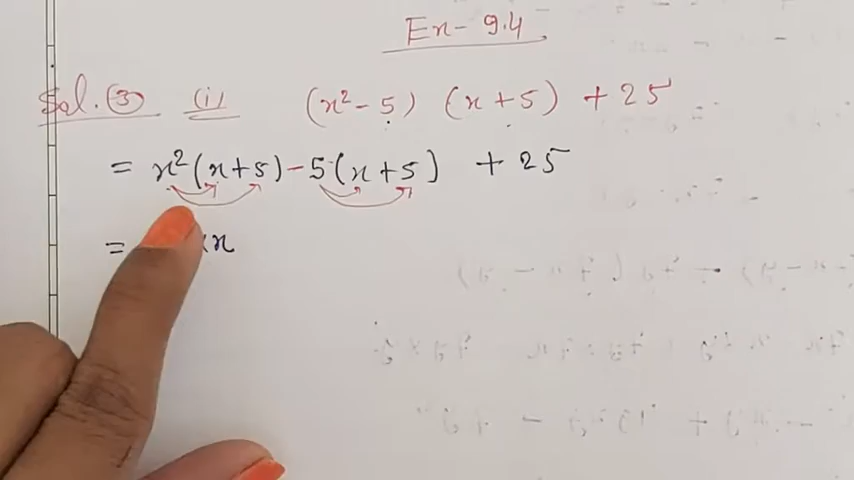 Ex- 9.4
Sol. (3) (i) (x² - 5) (x + 5) + 25
= x²(x+5) - 5(x+5) + 25
= x